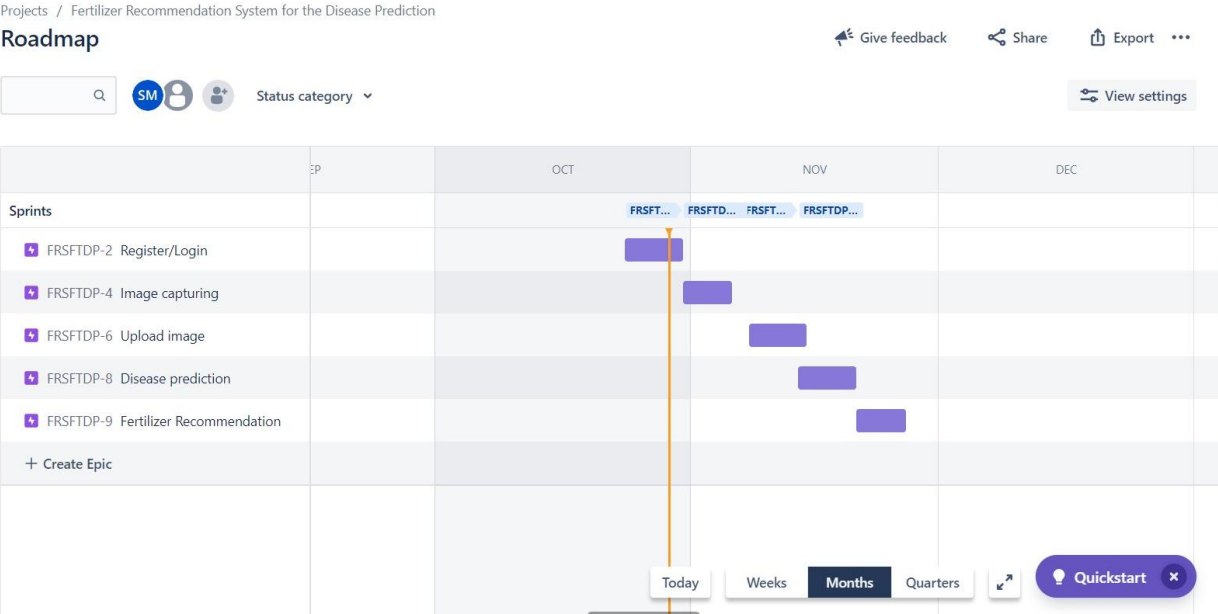 Projects / Fertilizer Recommendation System for the Disease Prediction
Roadmap
Give feedback Share Export
SM Status category View settings
EP OCT NOV DEC
Sprints FRSFT... FRSFTD... FRSFT... FRSFTDP...
FRSFTDP-2 Register/Login
FRSFTDP-4 Image capturing
FRSFTDP-6 Upload image
FRSFTDP-8 Disease prediction
FRSFTDP-9 Fertilizer Recommendation
+ Create Epic
Today Weeks Months Quarters Quickstart